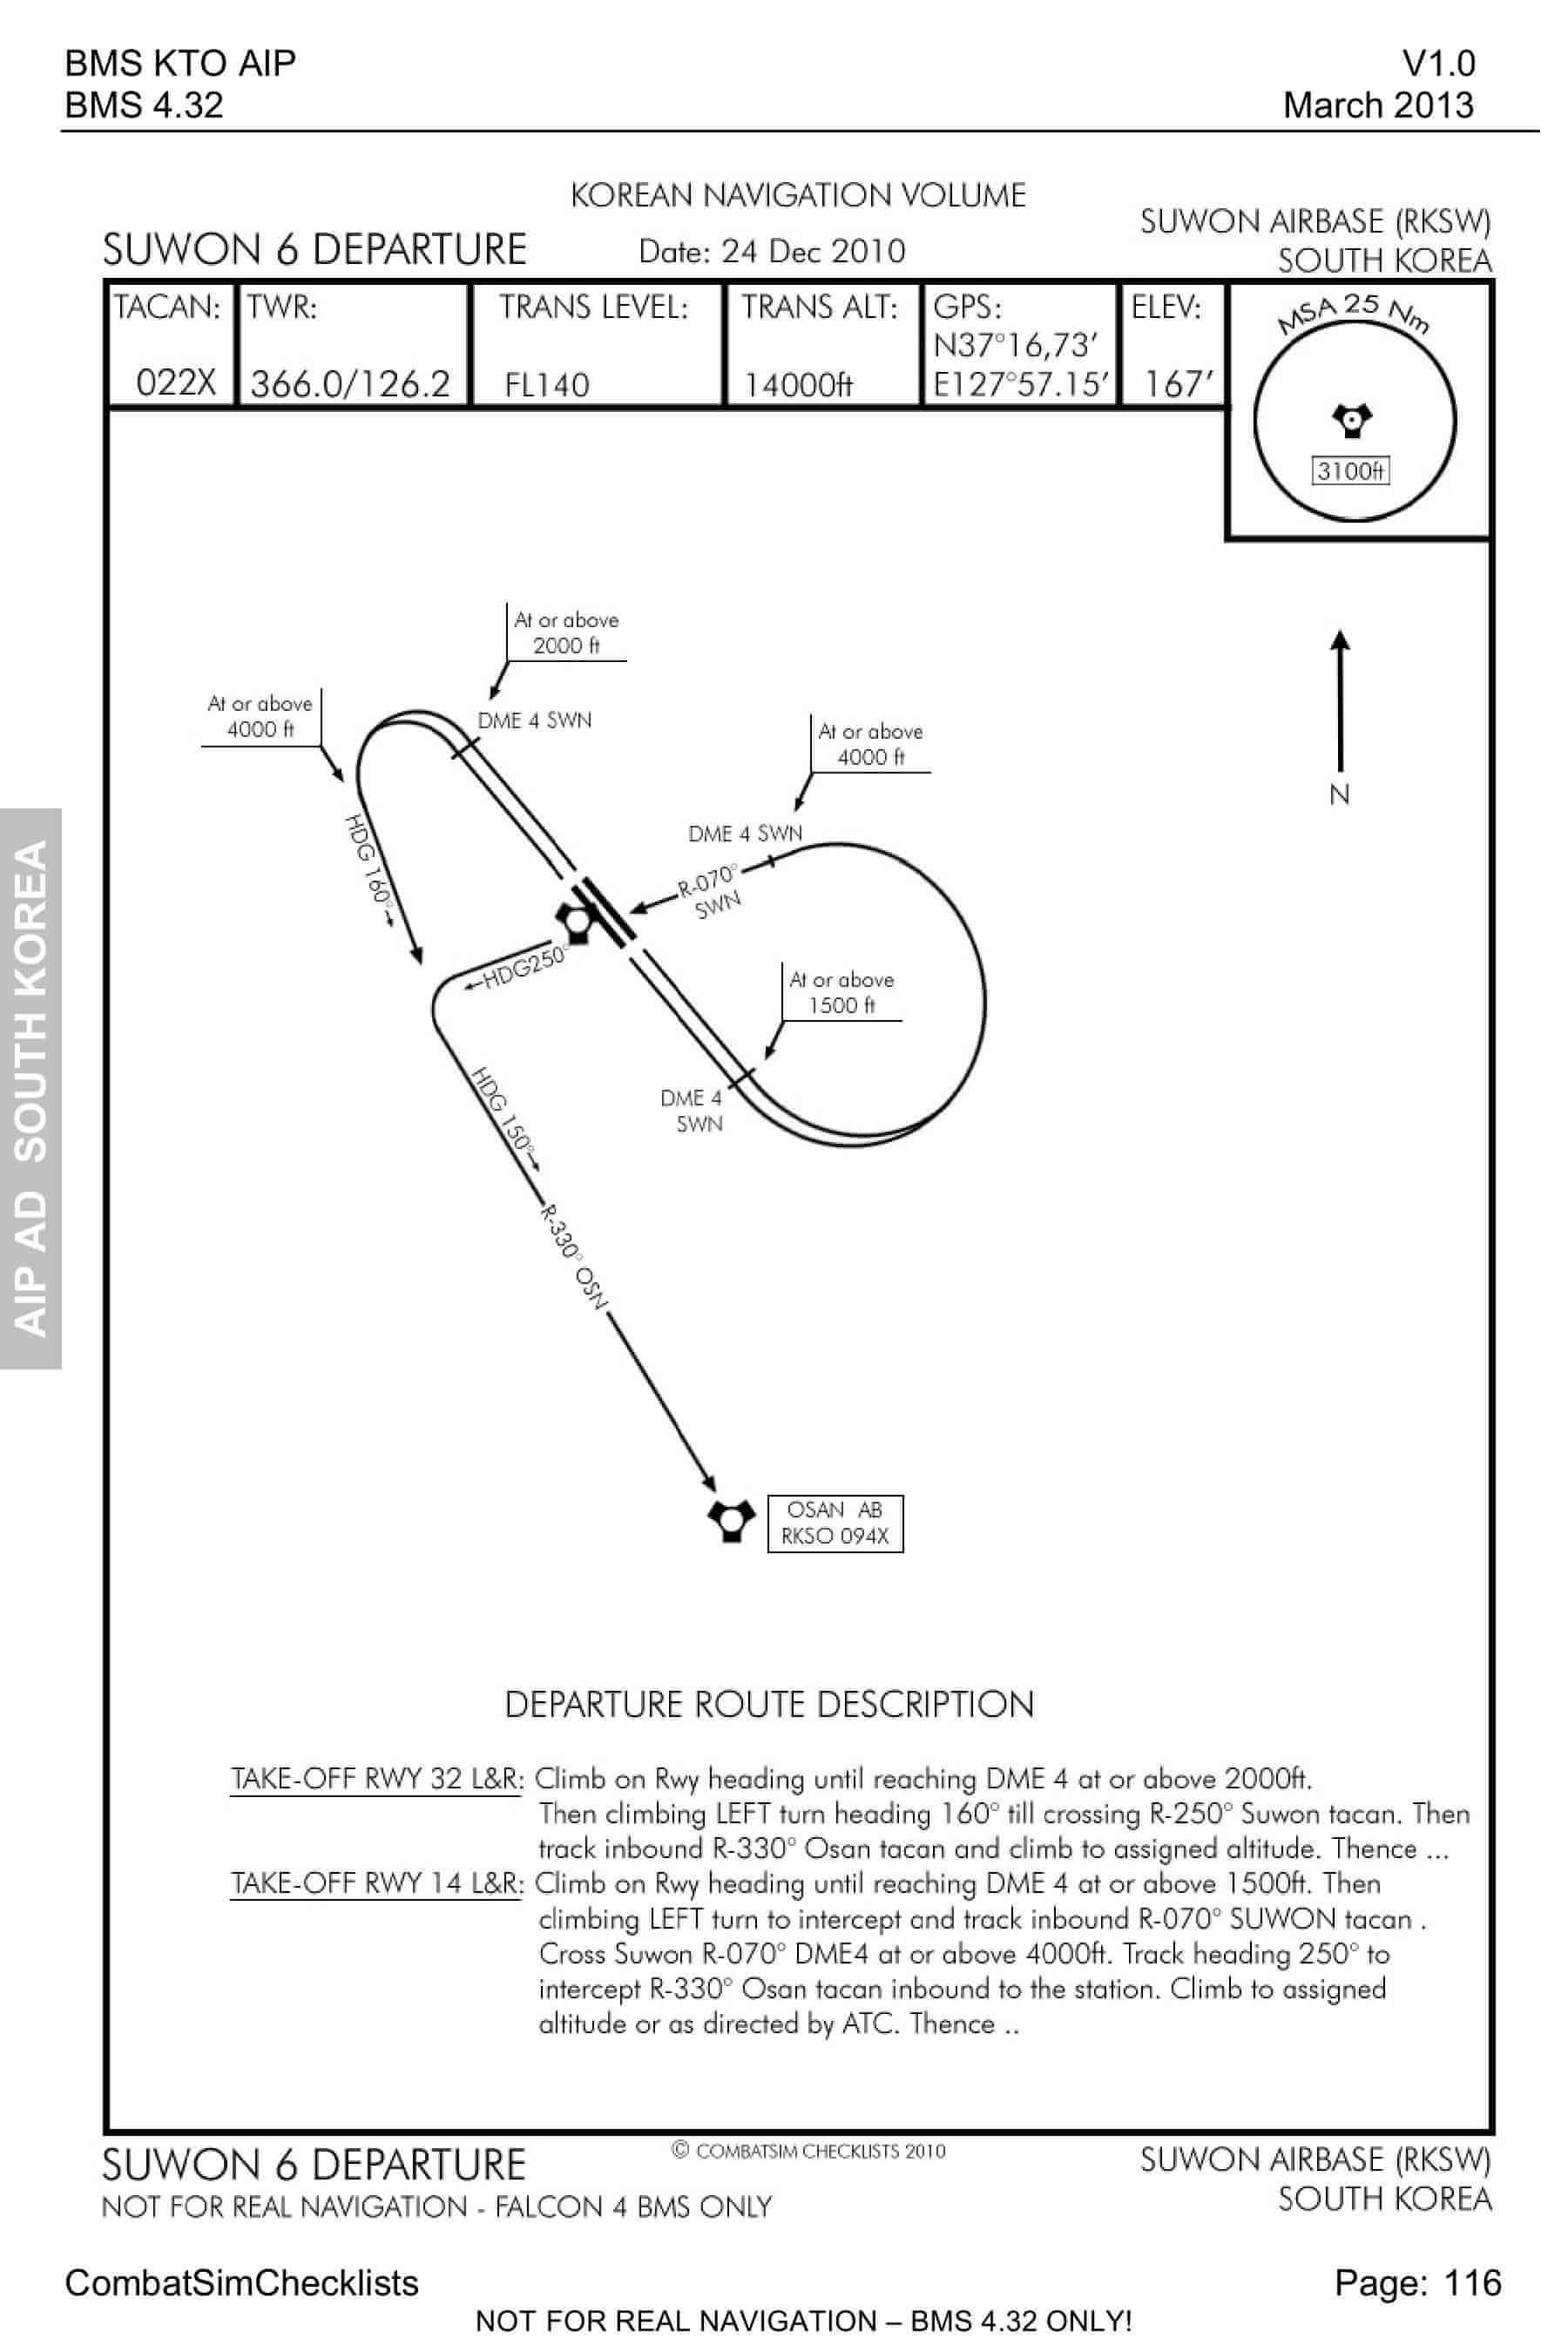 BMS KTO AIP
V1.0
BMS 4.32
March 2013
KOREAN NAVIGATION VOLUME
SUWON AIRBASE (RKSW)
SUWON 6 DEPARTURE
Date: 24 Dec 2010
SOUTH KOREA
TACAN:
022X
TWR:
366.0/126.2
TRANS LEVEL:
FL140
TRANS ALT:
14000ft
GPS:
N37°16,73’
E127°57.15’
ELEV:
167’
MSA 25 Nm
3100ft
At or above
2000 ft
At or above
4000 ft
DME 4 SWN
At or above
4000 ft
DME 4 SWN
N
HDG 160°
R-070°
SWN
HDG250°
At or above
1500 ft
DME 4
SWN
HDG 150°
R-330° OSN
OSAN AB
RKSO 094X
AIP AD SOUTH KOREA
DEPARTURE ROUTE DESCRIPTION
TAKE-OFF RWY 32 L&R: Climb on Rwy heading until reaching DME 4 at or above 2000ft.
Then climbing LEFT turn heading 160° till crossing R-250° Suwon tacan. Then
track inbound R-330° Osan tacan and climb to assigned altitude. Thence ...
TAKE-OFF RWY 14 L&R: Climb on Rwy heading until reaching DME 4 at or above 1500ft. Then
climbing LEFT turn to intercept and track inbound R-070° SUWON tacan .
Cross Suwon R-070° DME4 at or above 4000ft. Track heading 250° to
intercept R-330° Osan tacan inbound to the station. Climb to assigned
altitude or as directed by ATC. Thence ..
SUWON 6 DEPARTURE
© COMBATSIM CHECKLISTS 2010
SUWON AIRBASE (RKSW)
NOT FOR REAL NAVIGATION - FALCON 4 BMS ONLY
SOUTH KOREA
CombatSimChecklists
Page: 116
NOT FOR REAL NAVIGATION – BMS 4.32 ONLY!